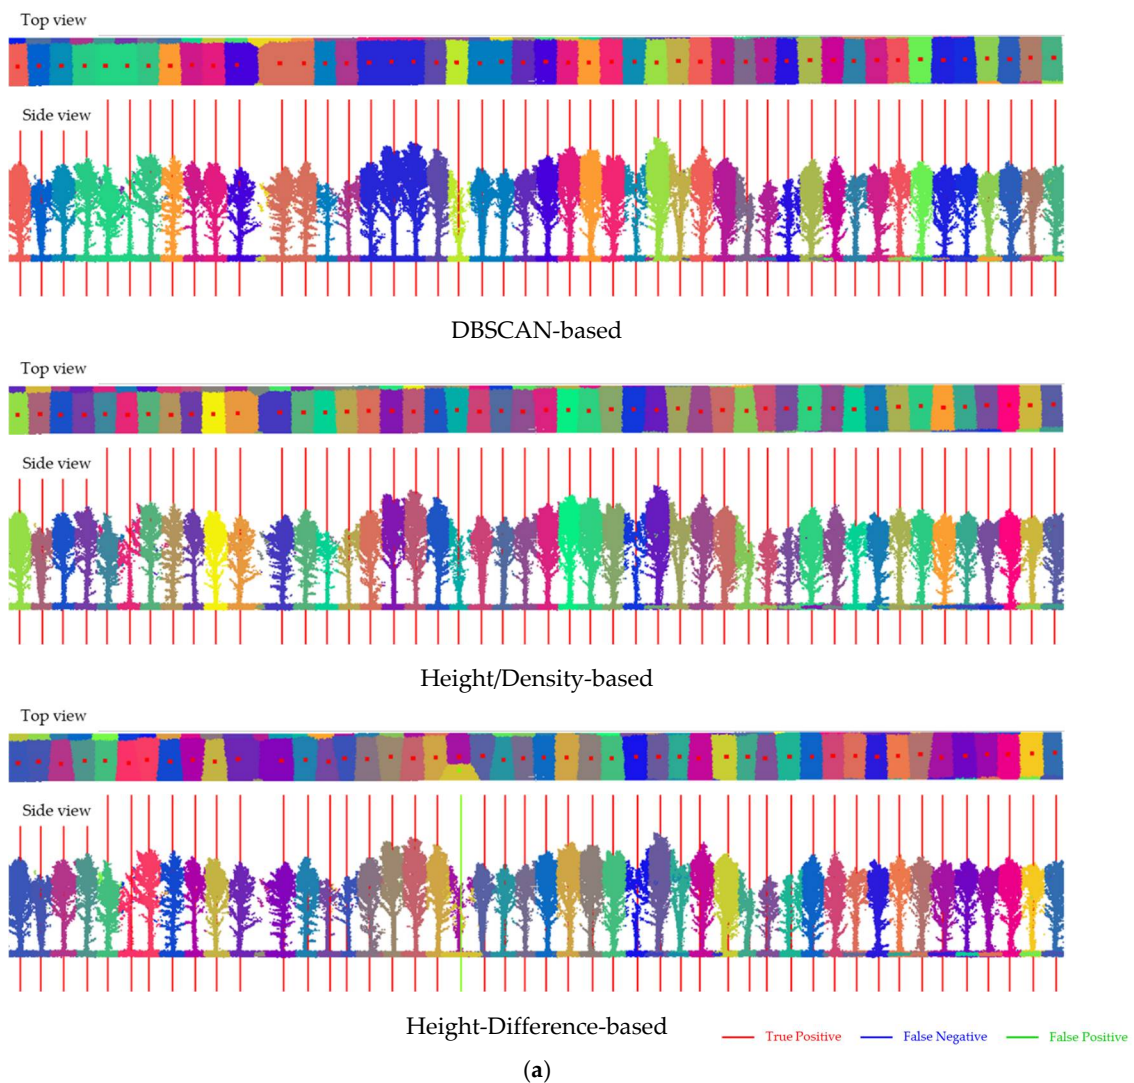 Top view
Side view
DBSCAN-based
Top view
Side view
Height/Density-based
Top view
Side view
Height-Difference-based
True Positive
False Negative
False Positive
(a)